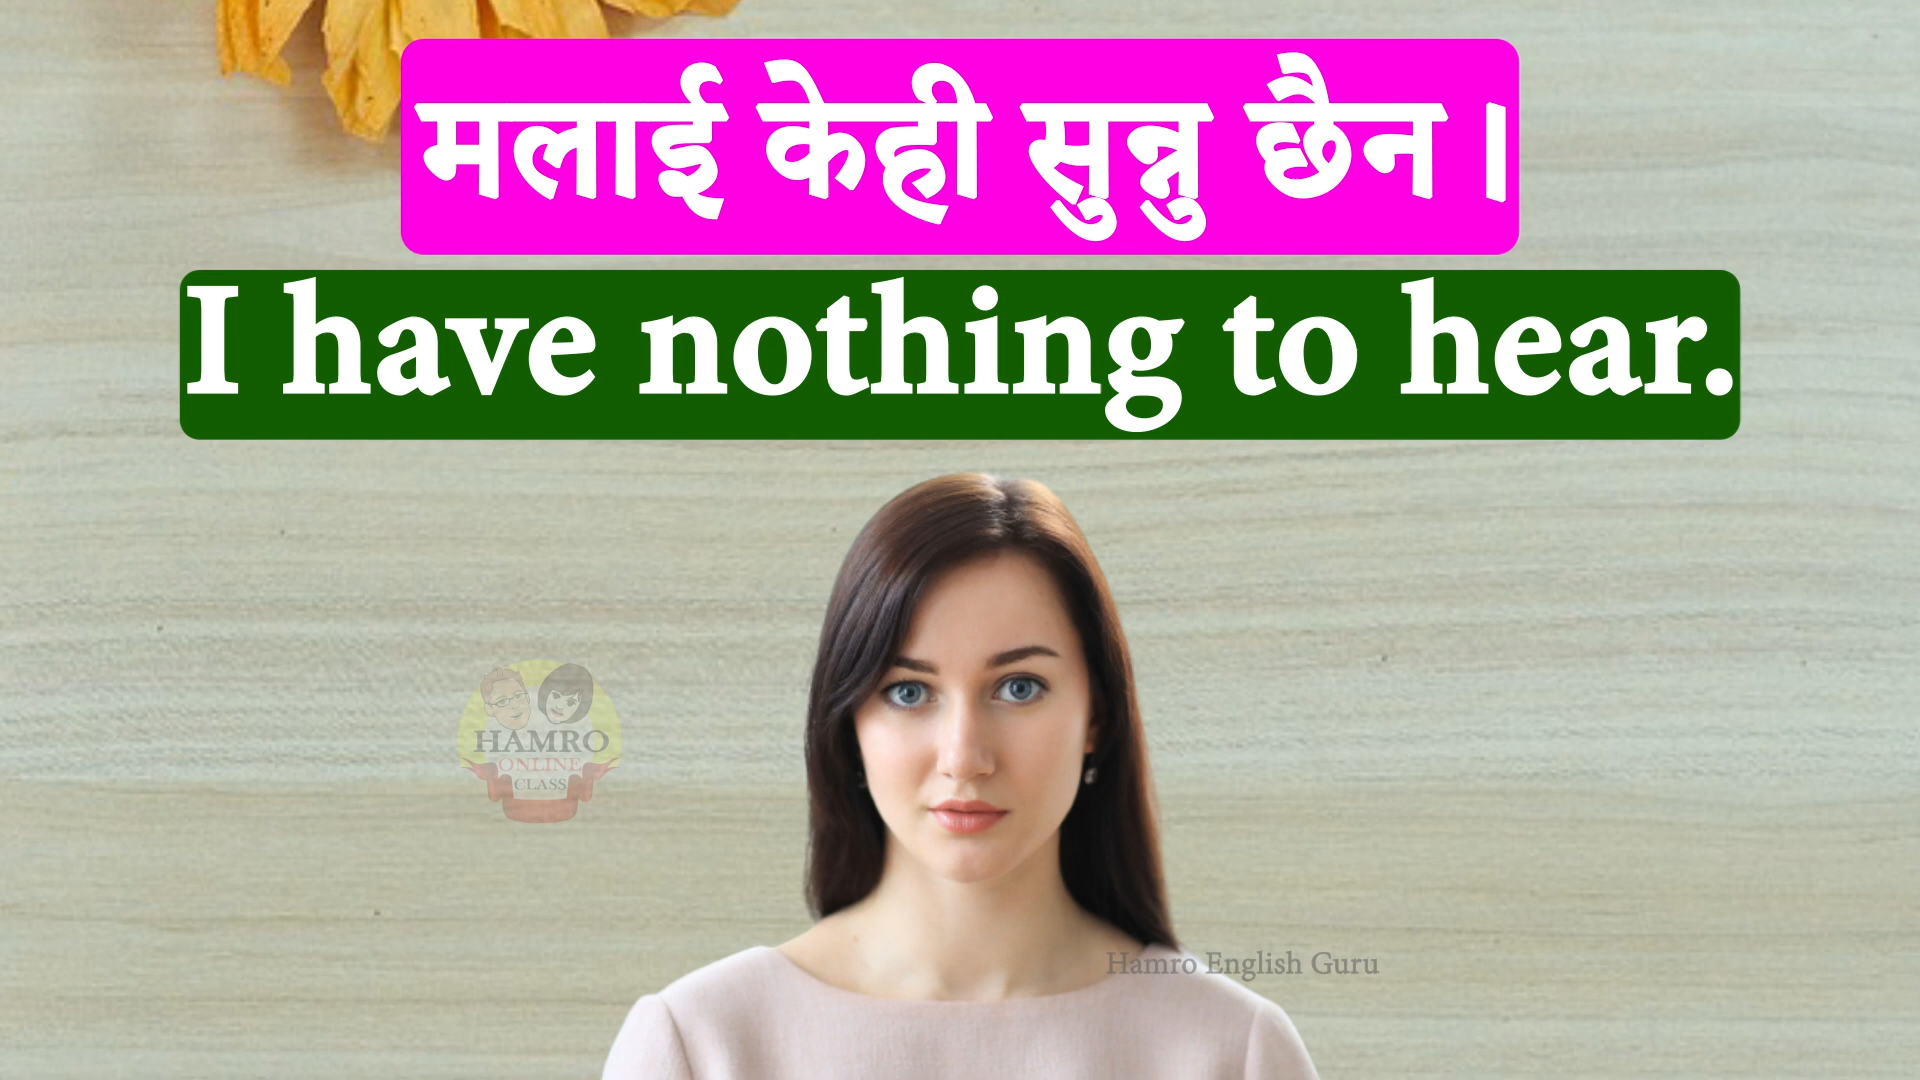 मलाई केही सुन्नु छैन ।
I have nothing to hear.
HAMRO
ONLINE
CLASS
Hamro English Guru